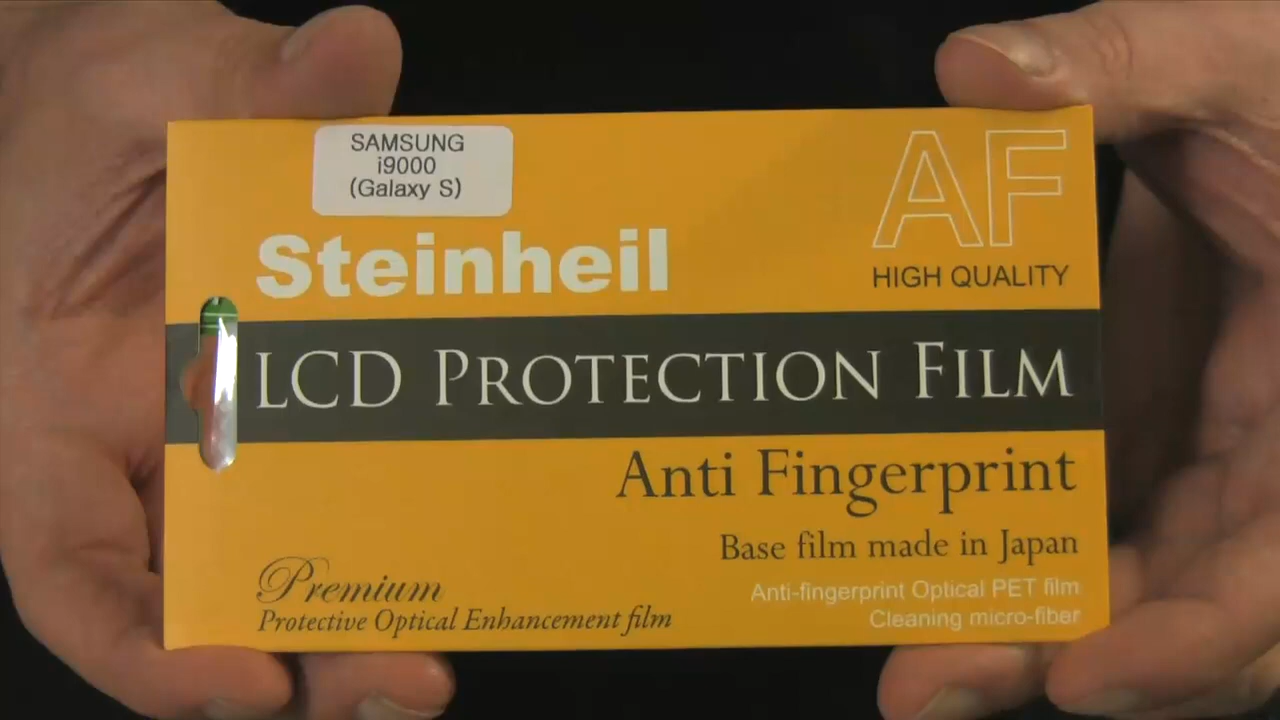 SAMSUNG
i9000
(Galaxy S)
AF
Steinheil
HIGH QUALITY
LCD PROTECTION FILM
Anti Fingerprint
Base film made in Japan
Premium
Protective Optical Enhancement film
Anti-fingerprint Optical PET film
Cleaning micro-fiber